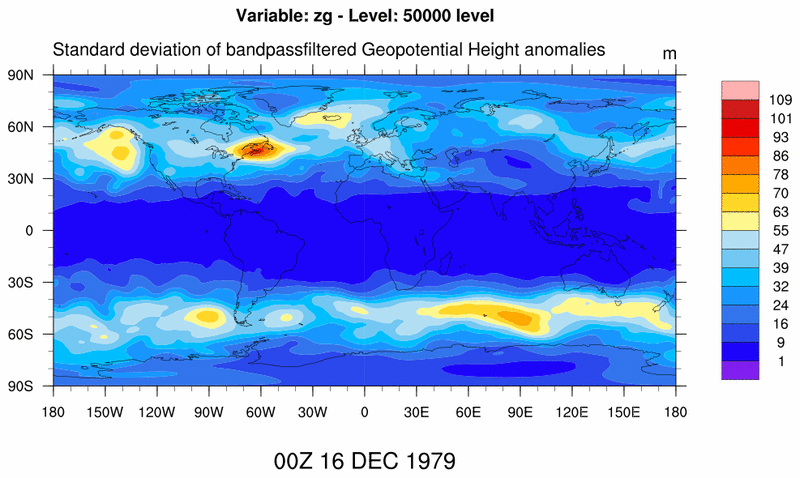 Variable: zg - Level: 50000 level
Standard deviation of bandpassfiltered Geopotential Height anomalies
m
90N
60N
30N
0
30S
60S
90S
180 150W 120W 90W 60W 30W 0 30E 60E 90E 120E 150E 180
109
101
93
86
78
70
63
55
47
39
32
24
16
9
1
00Z 16 DEC 1979